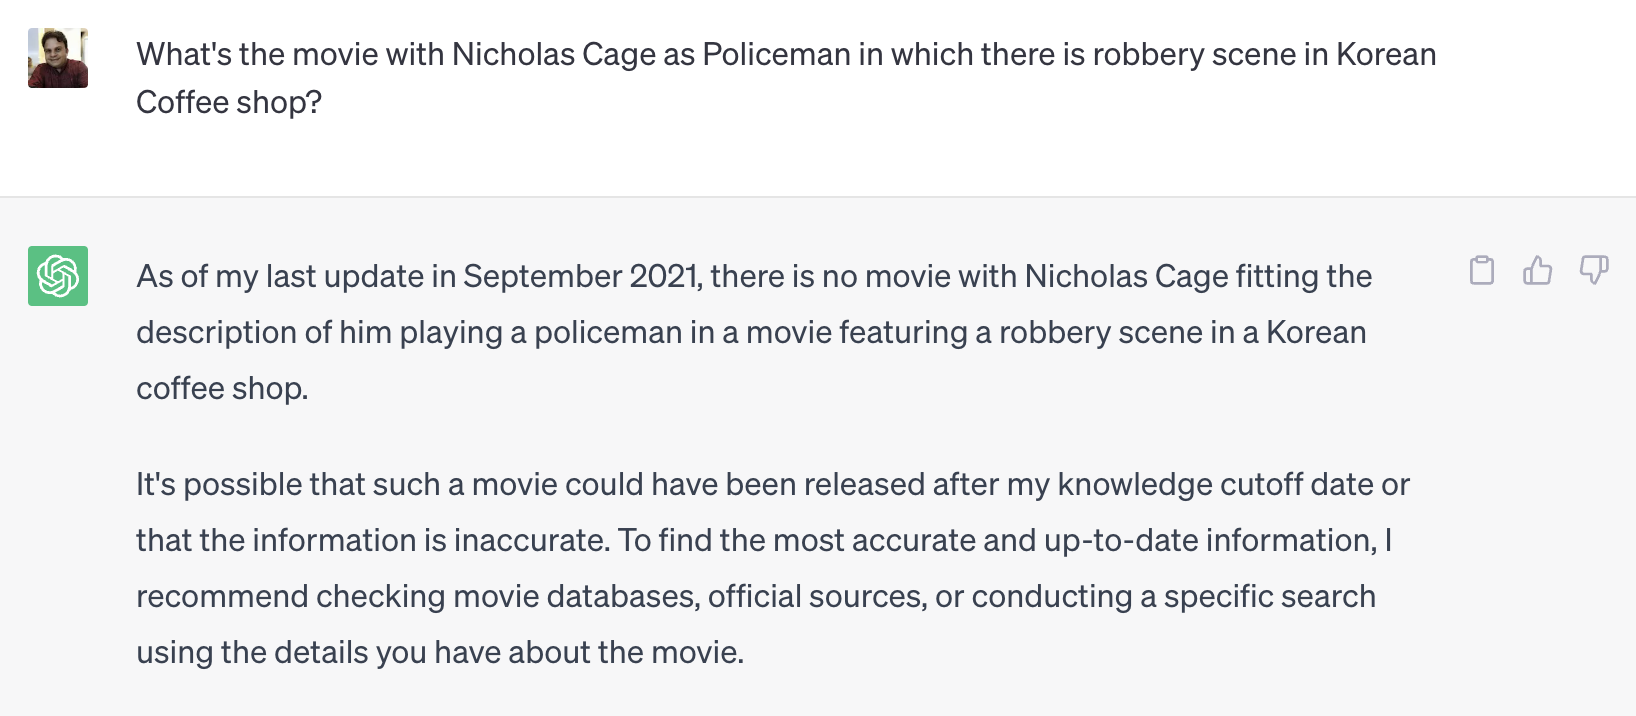 What's the movie with Nicholas Cage as Policeman in which there is robbery scene in Korean
Coffee shop?
As of my last update in September 2021, there is no movie with Nicholas Cage fitting the
description of him playing a policeman in a movie featuring a robbery scene in a Korean
coffee shop.
It's possible that such a movie could have been released after my knowledge cutoff date or
that the information is inaccurate. To find the most accurate and up-to-date information, I
recommend checking movie databases, official sources, or conducting a specific search
using the details you have about the movie.